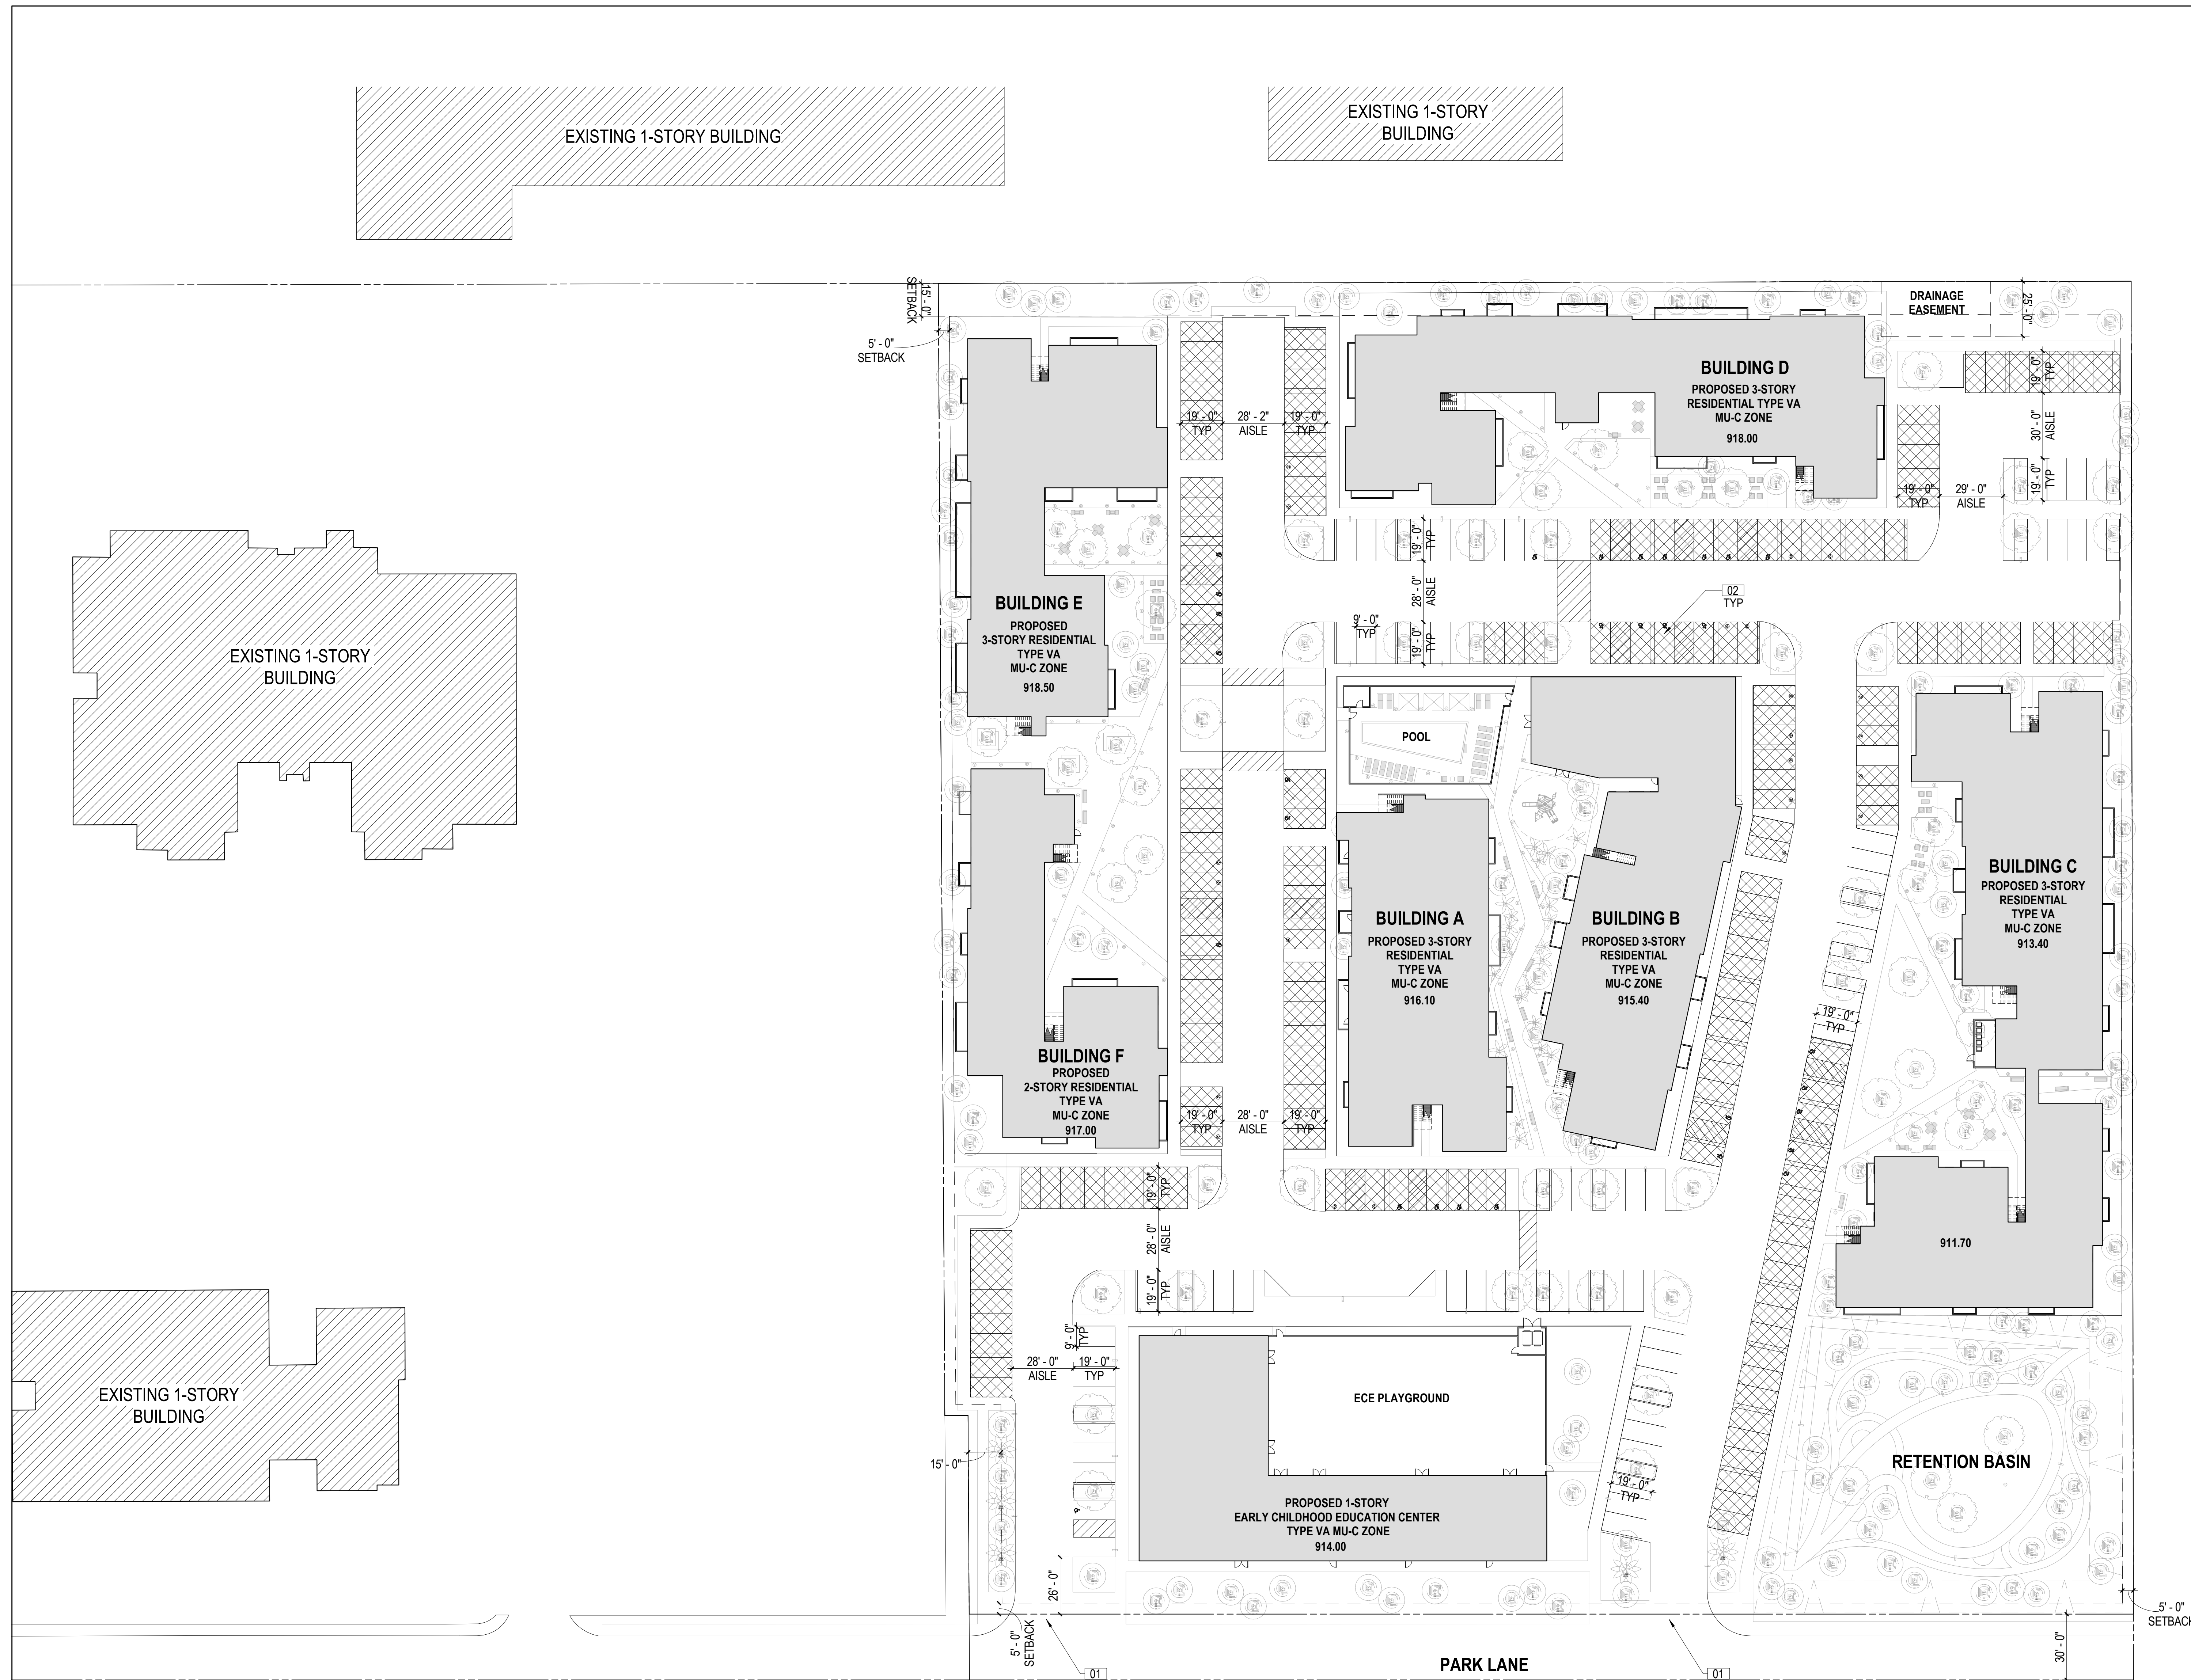 EXISTING 1-STORY BUILDING
EXISTING 1-STORY
BUILDING
15' - 0"
SETBACK
5' - 0"
SETBACK
DRAINAGE
EASEMENT
25' - 0"
BUILDING D
PROPOSED 3-STORY
RESIDENTIAL TYPE VA
MU-C ZONE
918.00
19' - 0"
TYP
28' - 2"
AISLE
19' - 0"
TYP
19' - 0"
TYP
30' - 0"
AISLE
19' - 0"
TYP
19' - 0"
TYP
29' - 0"
AISLE
19' - 0"
TYP
28' - 0"
AISLE
19' - 0"
TYP
9' - 0"
TYP
02
TYP
BUILDING E
PROPOSED
3-STORY RESIDENTIAL
TYPE VA
MU-C ZONE
918.50
EXISTING 1-STORY
BUILDING
POOL
BUILDING A
PROPOSED 3-STORY
RESIDENTIAL
TYPE VA
MU-C ZONE
916.10
BUILDING B
PROPOSED 3-STORY
RESIDENTIAL
TYPE VA
MU-C ZONE
915.40
BUILDING C
PROPOSED 3-STORY
RESIDENTIAL
TYPE VA
MU-C ZONE
913.40
19' - 0"
TYP
BUILDING F
PROPOSED
2-STORY RESIDENTIAL
TYPE VA
MU-C ZONE
917.00
19' - 0"
TYP
28' - 0"
AISLE
19' - 0"
TYP
19' - 0"
TYP
28' - 0"
AISLE
19' - 0"
TYP
911.70
9' - 0"
TYP
28' - 0"
AISLE
19' - 0"
TYP
EXISTING 1-STORY
BUILDING
ECE PLAYGROUND
15' - 0"
RETENTION BASIN
19' - 0"
TYP
PROPOSED 1-STORY
EARLY CHILDHOOD EDUCATION CENTER
TYPE VA MU-C ZONE
914.00
26' - 0"
5' - 0"
SETBACK
5' - 0"
SETBACK
30' - 0"
PARK LANE
01
01